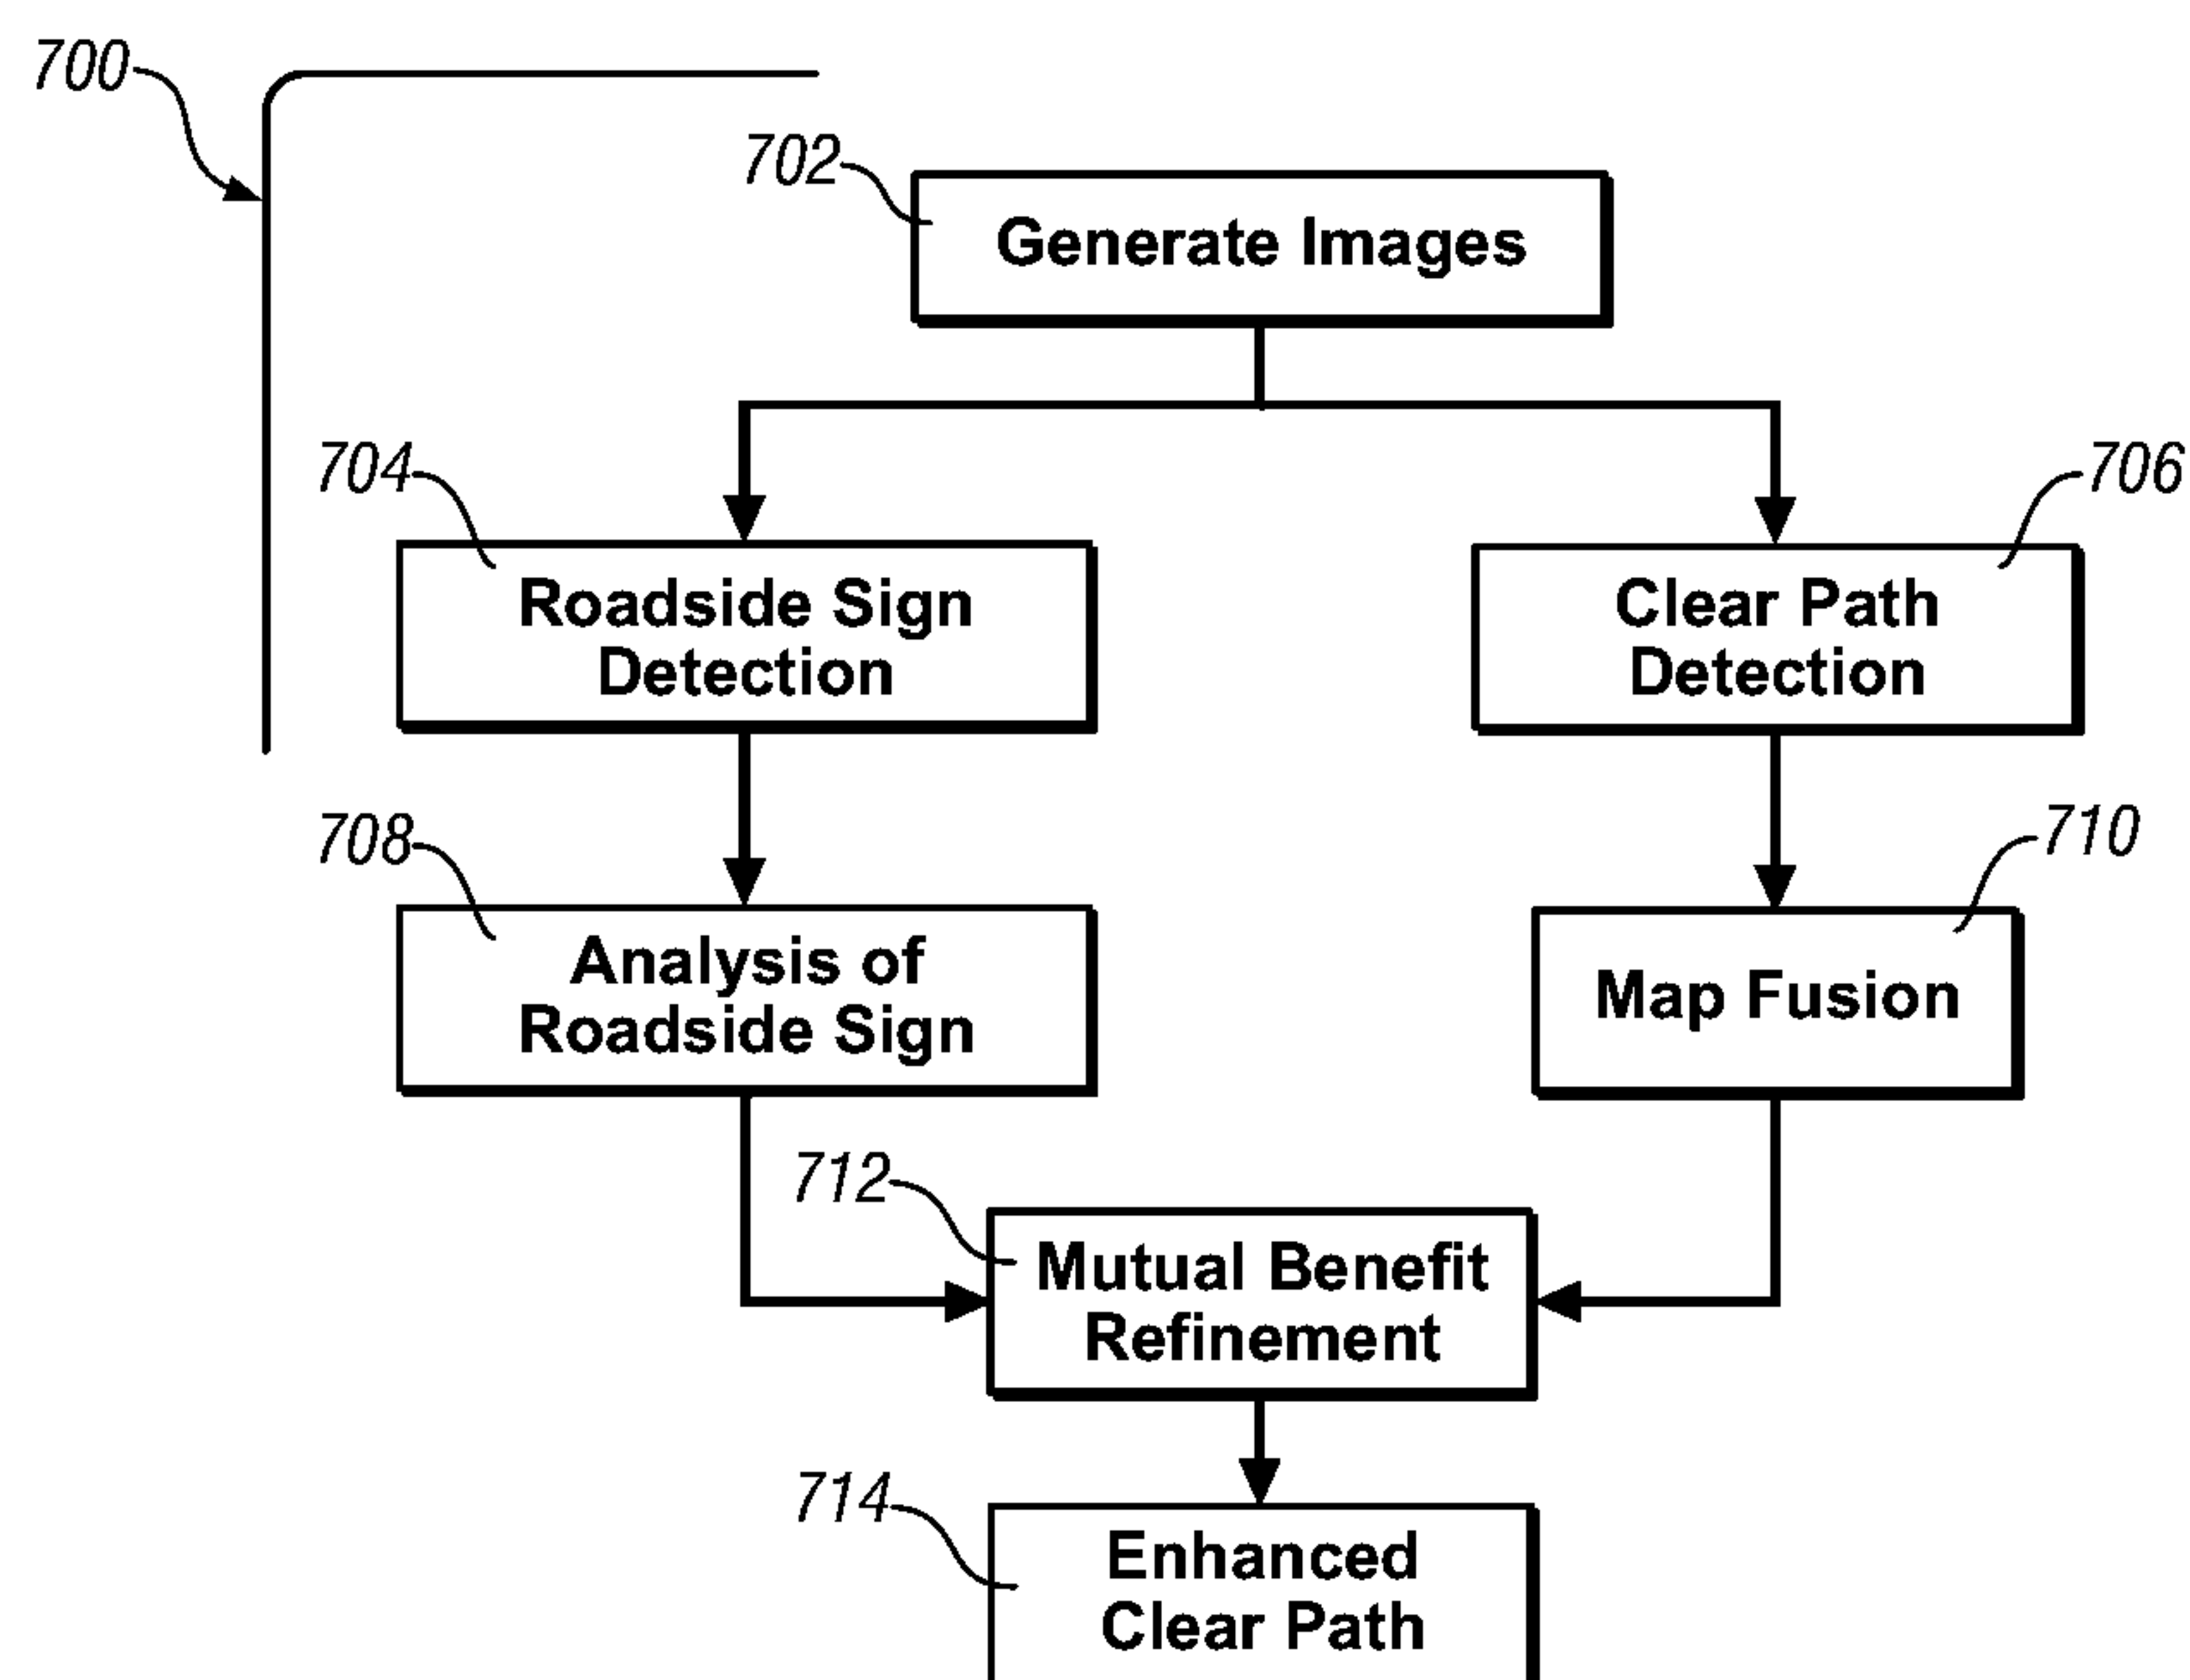 700
702
Generate Images
704
706
Roadside Sign
Detection
Clear Path
Detection
708
710
Analysis of
Roadside Sign
Map Fusion
712
Mutual Benefit
Refinement
714
Enhanced
Clear Path